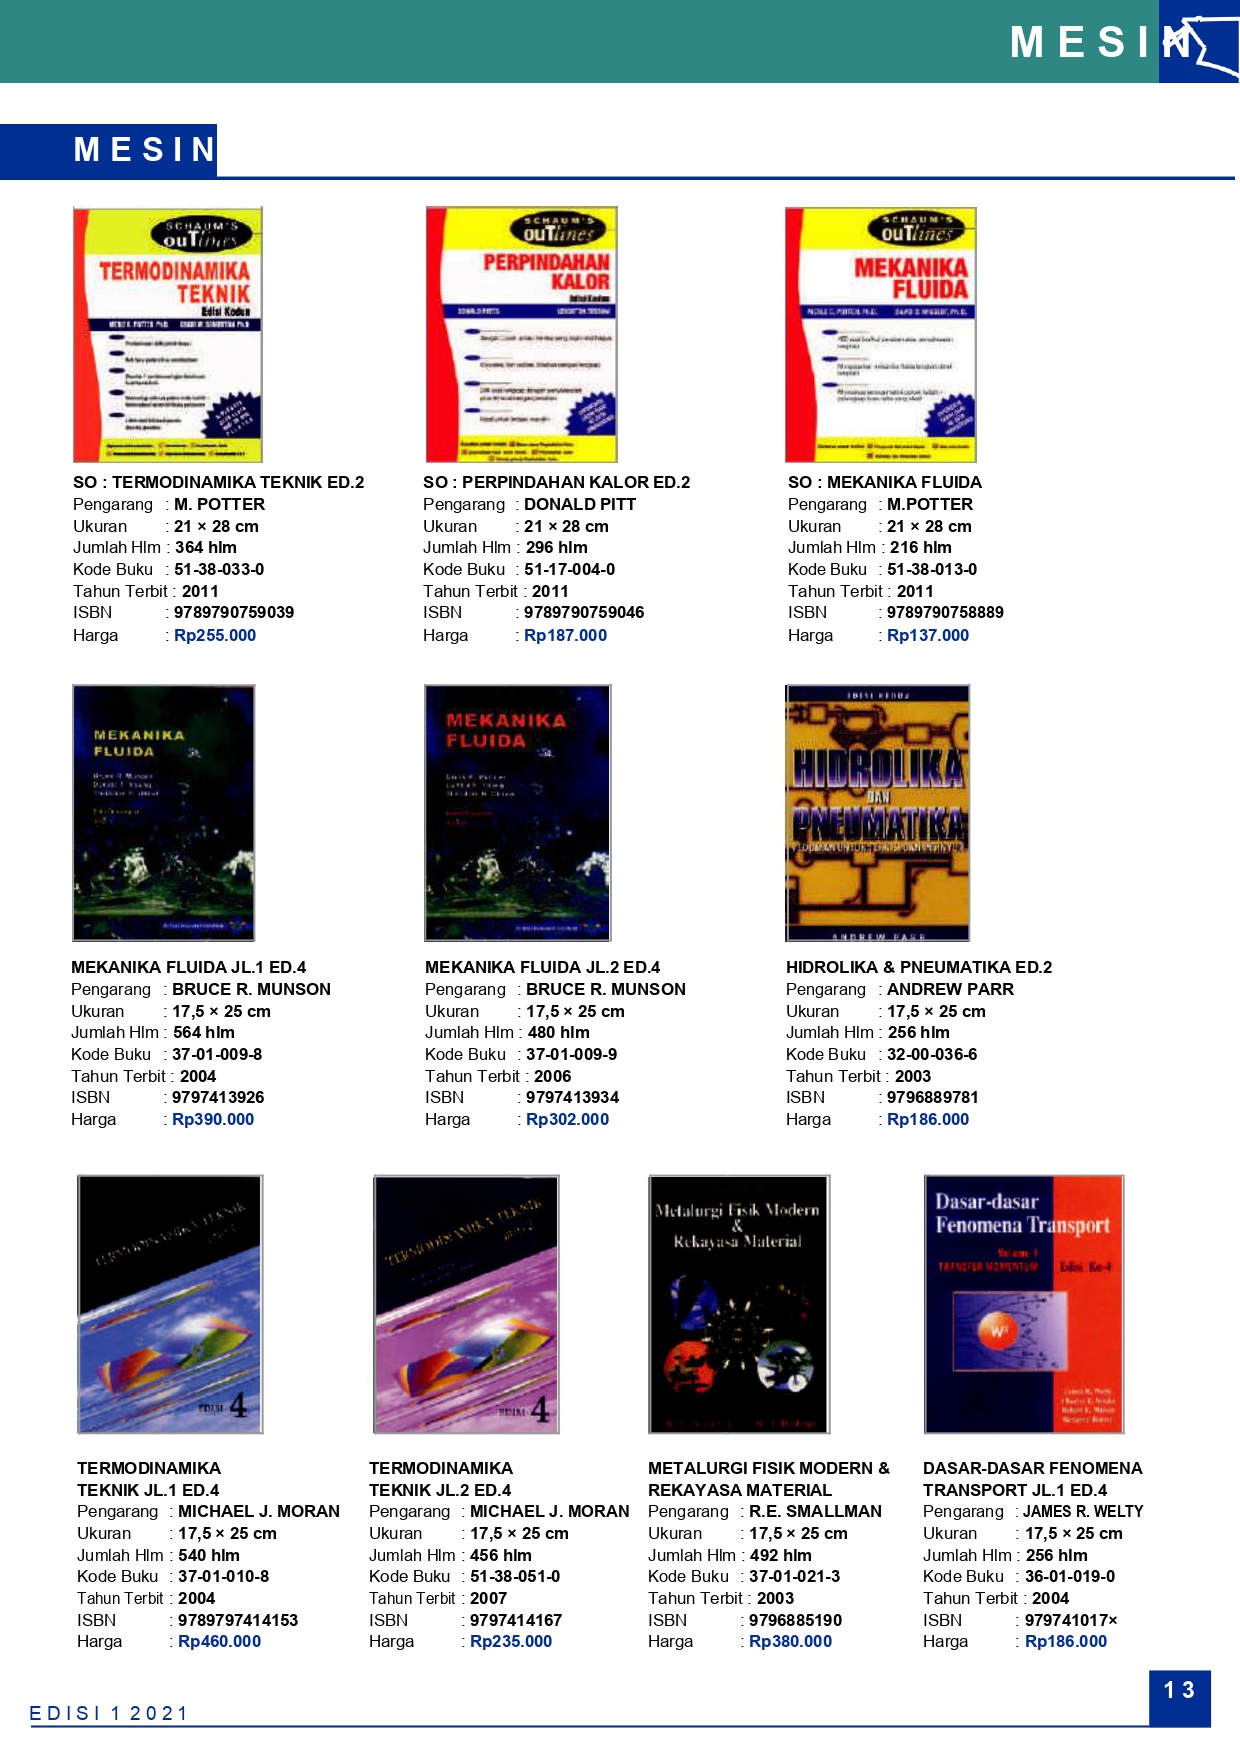 MESIN
MESIN
SCHAUM'S
ouTlines
TERMODINAMIKA
TEKNIK
Edisi Kedua
SCHAUM'S
ouTlines
PERPINDAHAN
KALOR
Edisi Kedua
DONALD PITTS
SCHAUM'S
ouTlines
MEKANIKA
FLUIDA
SO : TERMODINAMIKA TEKNIK ED.2
Pengarang : M. POTTER
Ukuran : 21 × 28 cm
Jumlah Hlm : 364 hlm
Kode Buku : 51-38-033-0
Tahun Terbit : 2011
ISBN : 9789790759039
Harga : Rp255.000
SO : PERPINDAHAN KALOR ED.2
Pengarang : DONALD PITT
Ukuran : 21 × 28 cm
Jumlah Hlm : 296 hlm
Kode Buku : 51-17-004-0
Tahun Terbit : 2011
ISBN : 9789790759046
Harga : Rp187.000
SO : MEKANIKA FLUIDA
Pengarang : M.POTTER
Ukuran : 21 × 28 cm
Jumlah Hlm : 216 hlm
Kode Buku : 51-38-013-0
Tahun Terbit : 2011
ISBN : 9789790758889
Harga : Rp137.000
MEKANIKA
FLUIDA
MEKANIKA
FLUIDA
EDISI KEDUA
HIDROLIKA
DAN
PNEUMATIKA
ANDREW PARR
MEKANIKA FLUIDA JL.1 ED.4
Pengarang : BRUCE R. MUNSON
Ukuran : 17,5 × 25 cm
Jumlah Hlm : 564 hlm
Kode Buku : 37-01-009-8
Tahun Terbit : 2004
ISBN : 9797413926
Harga : Rp390.000
MEKANIKA FLUIDA JL.2 ED.4
Pengarang : BRUCE R. MUNSON
Ukuran : 17,5 × 25 cm
Jumlah Hlm : 480 hlm
Kode Buku : 37-01-009-9
Tahun Terbit : 2006
ISBN : 9797413934
Harga : Rp302.000
HIDROLIKA & PNEUMATIKA ED.2
Pengarang : ANDREW PARR
Ukuran : 17,5 × 25 cm
Jumlah Hlm : 256 hlm
Kode Buku : 32-00-036-6
Tahun Terbit : 2003
ISBN : 9796889781
Harga : Rp186.000
TERMODINAMIKA TEKNIK
EDISI 4
TERMODINAMIKA TEKNIK
EDISI 4
Metalurgi Fisik Modern
&
Rekayasa Material
Dasar-dasar
Fenomena Transport
Volume 1
TRANSFER MOMENTUM
Edisi Ke-4
TERMODINAMIKA
TEKNIK JL.1 ED.4
Pengarang : MICHAEL J. MORAN
Ukuran : 17,5 × 25 cm
Jumlah Hlm : 540 hlm
Kode Buku : 37-01-010-8
Tahun Terbit : 2004
ISBN : 9789797414153
Harga : Rp460.000
TERMODINAMIKA
TEKNIK JL.2 ED.4
Pengarang : MICHAEL J. MORAN
Ukuran : 17,5 × 25 cm
Jumlah Hlm : 456 hlm
Kode Buku : 51-38-051-0
Tahun Terbit : 2007
ISBN : 9797414167
Harga : Rp235.000
METALURGI FISIK MODERN &
REKAYASA MATERIAL
Pengarang : R.E. SMALLMAN
Ukuran : 17,5 × 25 cm
Jumlah Hlm : 492 hlm
Kode Buku : 37-01-021-3
Tahun Terbit : 2003
ISBN : 9796885190
Harga : Rp380.000
DASAR-DASAR FENOMENA
TRANSPORT JL.1 ED.4
Pengarang : JAMES R. WELTY
Ukuran : 17,5 × 25 cm
Jumlah Hlm : 256 hlm
Kode Buku : 36-01-019-0
Tahun Terbit : 2004
ISBN : 979741017×
Harga : Rp186.000
EDISI 1 2021
13